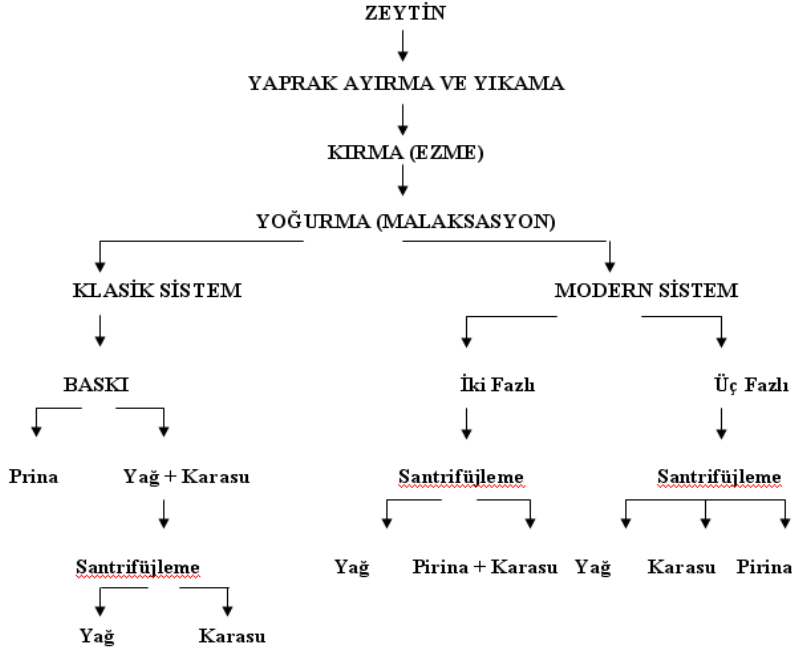 ZEYTİN
YAPRAK AYIRMA VE YIKAMA
KIRMA (EZME)
YOĞURMA (MALAKSASYON)
KLASİK SİSTEM
MODERN SİSTEM
BASKI
İki Fazlı
Üç Fazlı
Prina
Yağ + Karasu
Santrifüjleme
Santrifüjleme
Santrifüjleme
Yağ
Pirina + Karasu
Yağ
Karasu
Pirina
Yağ
Karasu